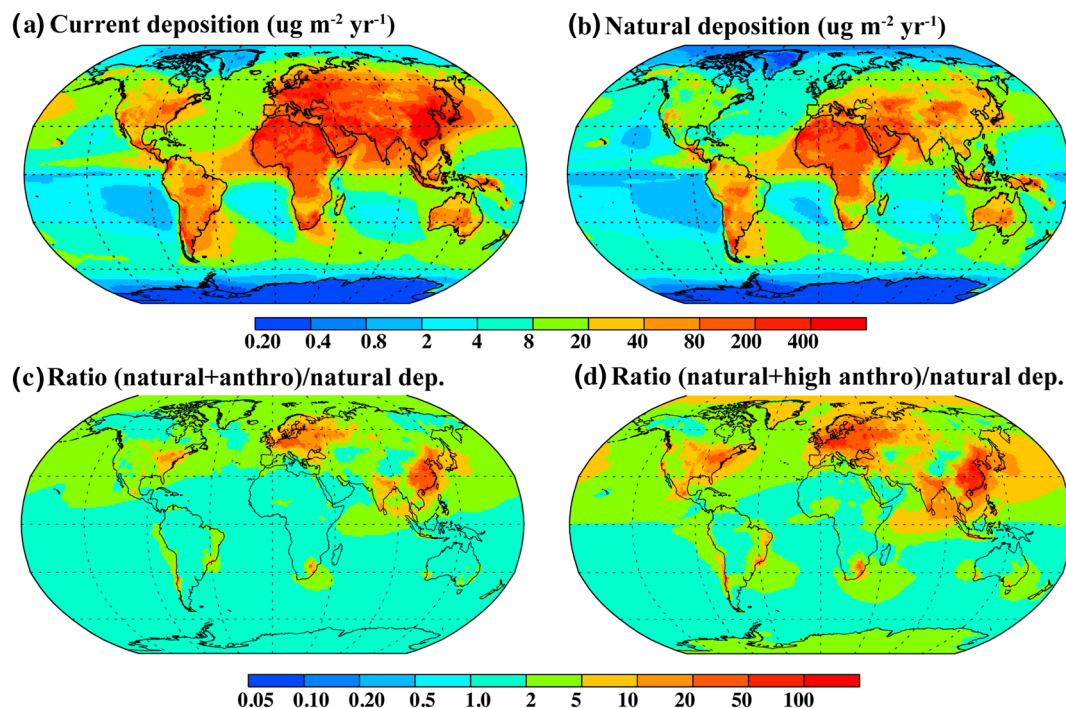 (a) Current deposition (ug m⁻² yr⁻¹)
(b) Natural deposition (ug m⁻² yr⁻¹)
0.20 0.4 0.8 2 4 8 20 40 80 200 400
(c) Ratio (natural+anthro)/natural dep.
(d) Ratio (natural+high anthro)/natural dep.
0.05 0.10 0.20 0.5 1.0 2 5 10 20 50 100